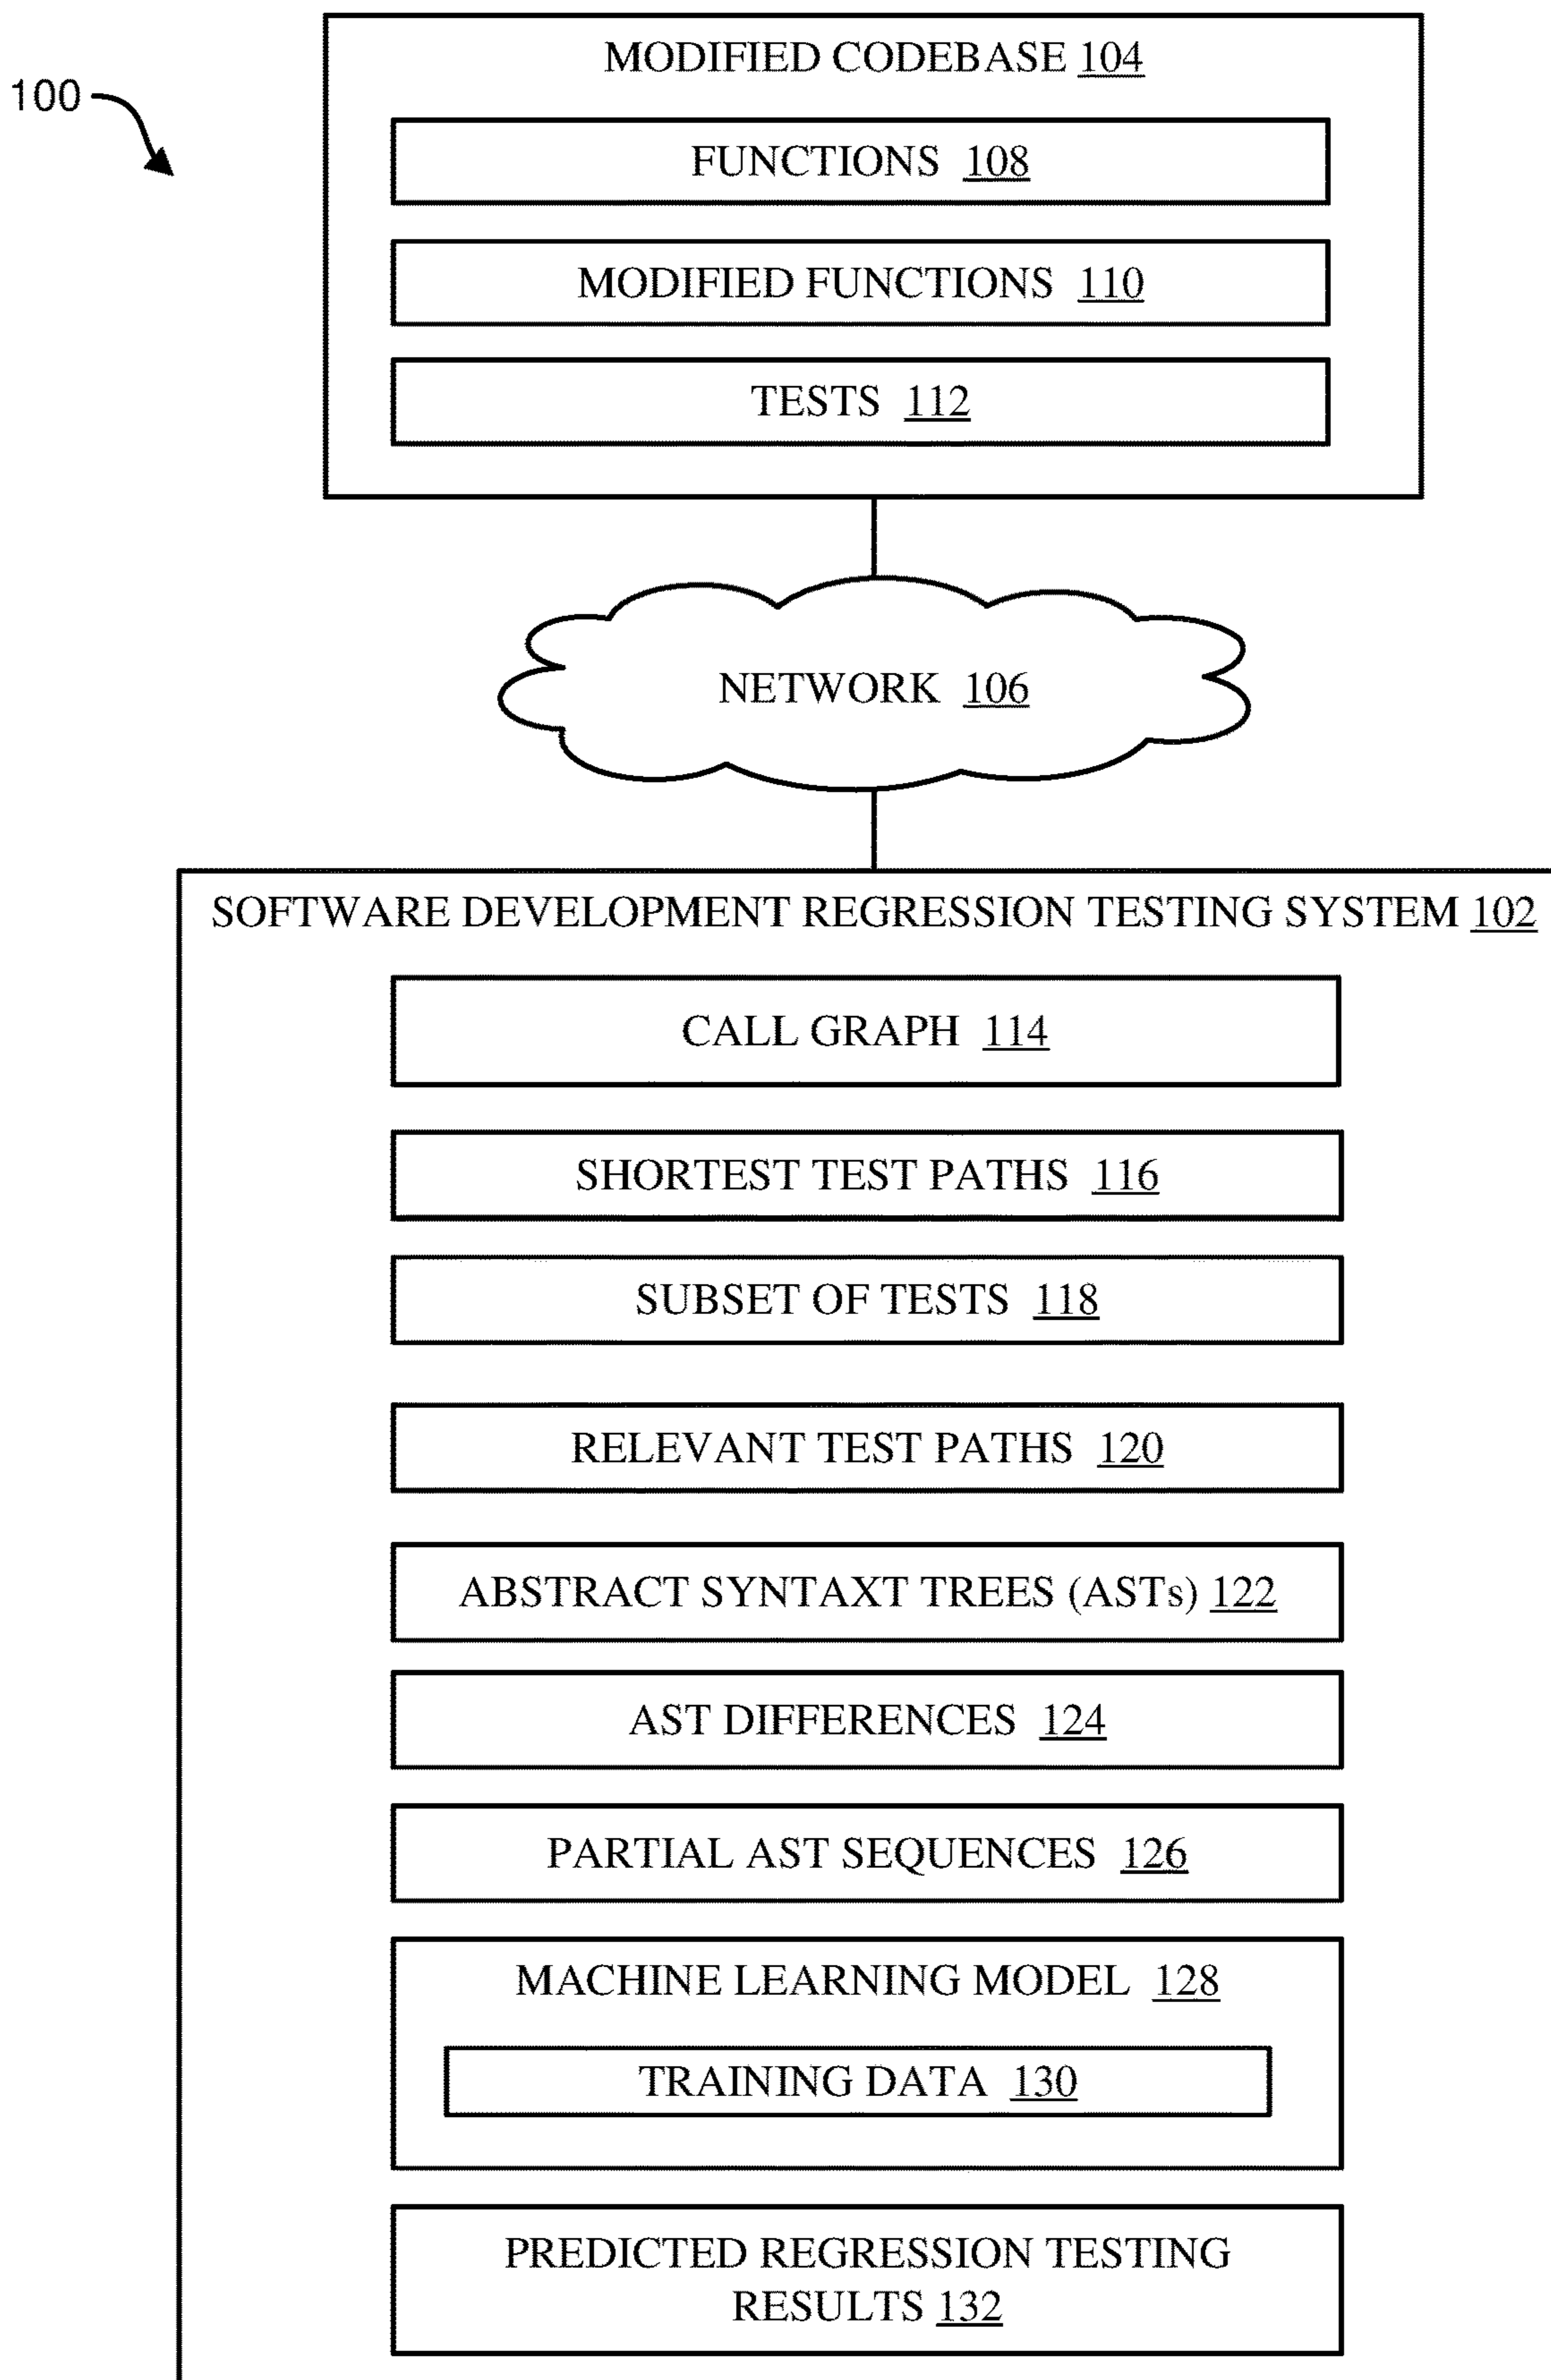 100
MODIFIED CODEBASE 104
FUNCTIONS 108
MODIFIED FUNCTIONS 110
TESTS 112
NETWORK 106
SOFTWARE DEVELOPMENT REGRESSION TESTING SYSTEM 102
CALL GRAPH 114
SHORTEST TEST PATHS 116
SUBSET OF TESTS 118
RELEVANT TEST PATHS 120
ABSTRACT SYNTAXT TREES (ASTs) 122
AST DIFFERENCES 124
PARTIAL AST SEQUENCES 126
MACHINE LEARNING MODEL 128
TRAINING DATA 130
PREDICTED REGRESSION TESTING
RESULTS 132